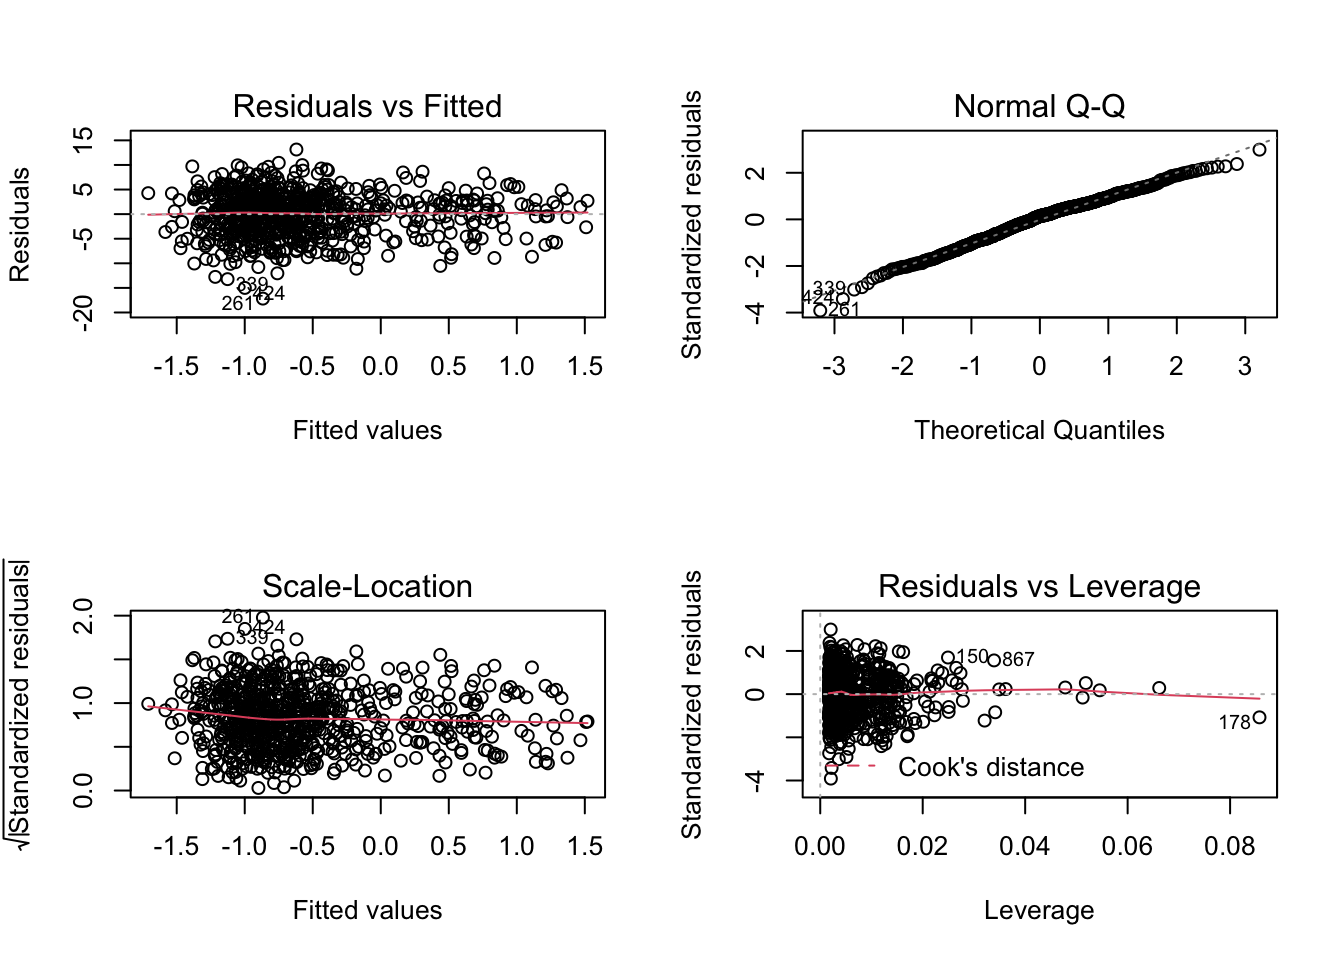 Residuals vs Fitted
Residuals
15
5
-5
-20
339
424
261
-1.5 -1.0 -0.5 0.0 0.5 1.0 1.5
Fitted values
Normal Q-Q
Standardized residuals
2
0
-2
-4
339
424
261
-3 -2 -1 0 1 2 3
Theoretical Quantiles
Scale-Location
√|Standardized residuals|
2.0
1.0
0.0
261
424
339
-1.5 -1.0 -0.5 0.0 0.5 1.0 1.5
Fitted values
Residuals vs Leverage
Standardized residuals
2
0
-4
150
867
178
Cook's distance
0.00 0.02 0.04 0.06 0.08
Leverage